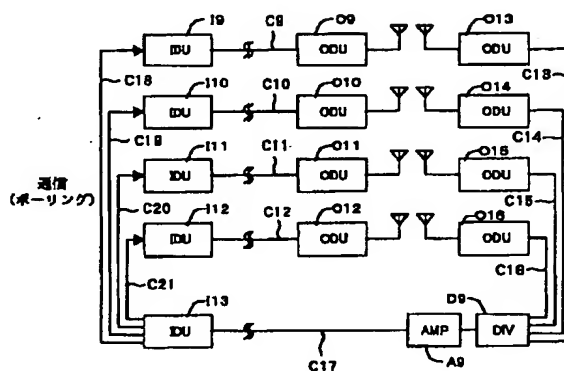 I9 C9 O9 O13
IDU ODU ODU
C18 C13
I10 C10 O10 O14
IDU ODU ODU
C19 C14
I11 C11 O11 O15
IDU ODU ODU
C15
通信
(ポーリング)
C20
I12 C12 O12 O16
IDU ODU ODU
C16
C21
I13 D9
IDU AMP DIV
C17 A9